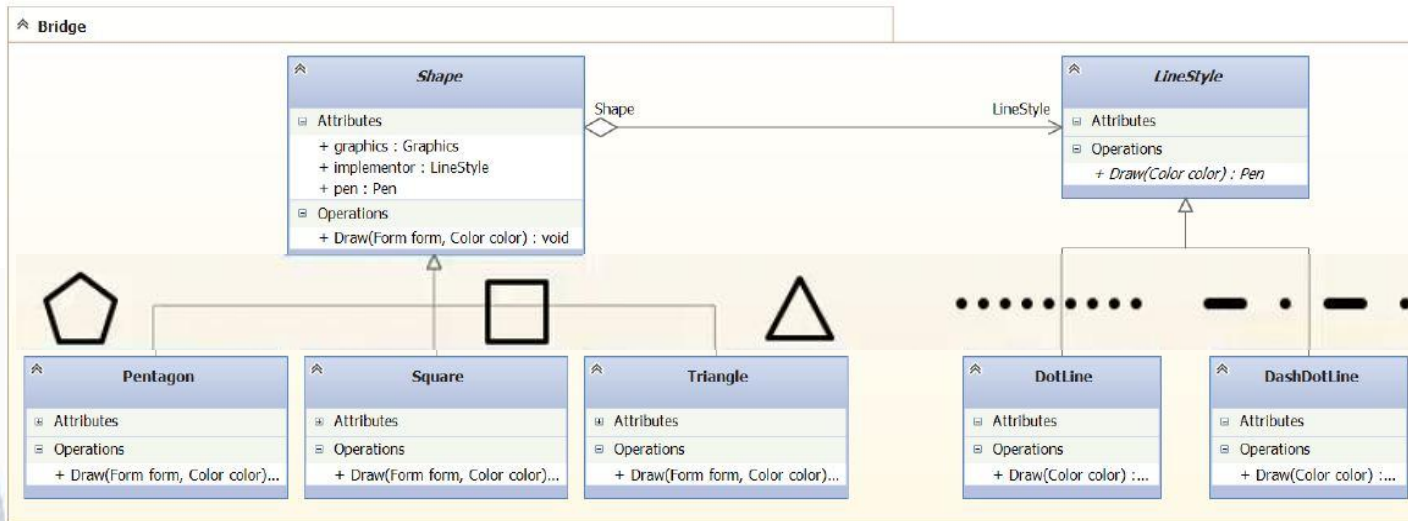 Bridge
Shape
Attributes
+ graphics : Graphics
+ implementor : LineStyle
+ pen : Pen
Operations
+ Draw(Form form, Color color) : void
Shape
LineStyle
LineStyle
Attributes
Operations
+ Draw(Color color) : Pen
Pentagon
Attributes
Operations
+ Draw(Form form, Color color)...
Square
Attributes
Operations
+ Draw(Form form, Color color)...
Triangle
Attributes
Operations
+ Draw(Form form, Color color)...
DotLine
Attributes
Operations
+ Draw(Color color) :...
DashDotLine
Attributes
Operations
+ Draw(Color color) :...